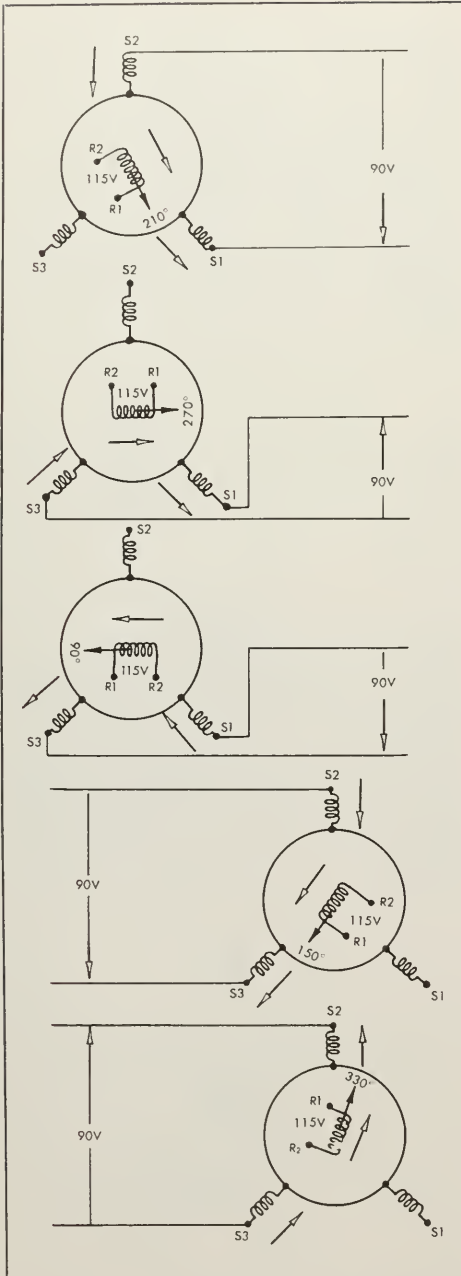 S2
R2
115V
R1
210°
S3
S1
90V
S2
R2 R1
115V
270°
S3
S1
90V
S2
90°
115V
R1 R2
S3
S1
90V
S2
90V
R2
115V
R1
150°
S3
S1
S2
330°
R1
115V
90V
R2
S3
S1